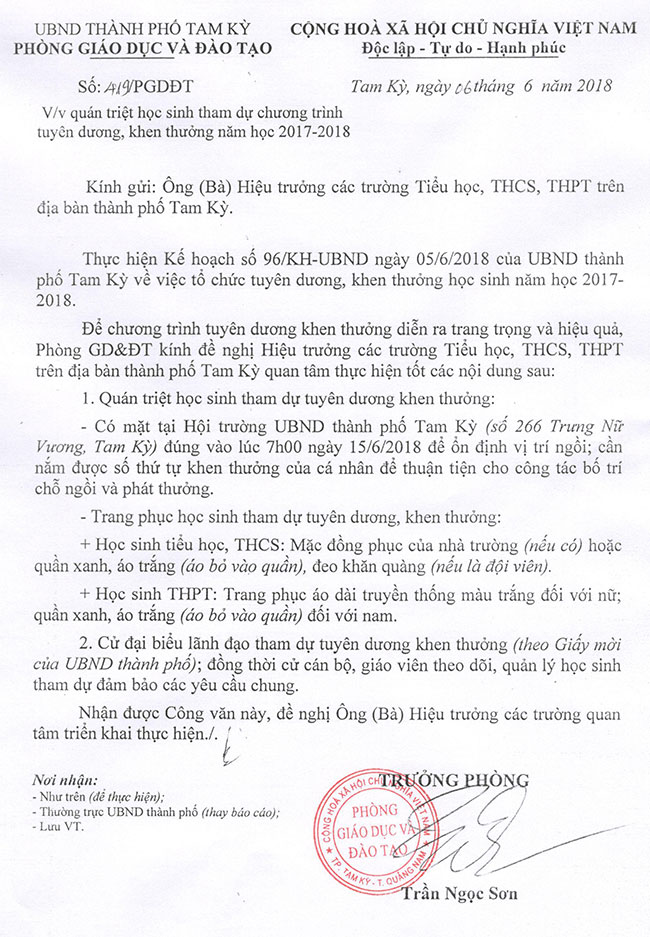 UBND THÀNH PHỐ TAM KỲ
PHÒNG GIÁO DỤC VÀ ĐÀO TẠO
CỘNG HOÀ XÃ HỘI CHỦ NGHĨA VIỆT NAM
Độc lập - Tự do - Hạnh phúc
Số: 419/PGDĐT
Tam Kỳ, ngày 06 tháng 6 năm 2018
V/v quán triệt học sinh tham dự chương trình
tuyên dương, khen thưởng năm học 2017-2018
Kính gửi: Ông (Bà) Hiệu trưởng các trường Tiểu học, THCS, THPT trên
địa bàn thành phố Tam Kỳ.
Thực hiện Kế hoạch số 96/KH-UBND ngày 05/6/2018 của UBND thành
phố Tam Kỳ về việc tổ chức tuyên dương, khen thưởng học sinh năm học 2017-
2018.
Để chương trình tuyên dương khen thưởng diễn ra trang trọng và hiệu quả,
Phòng GD&ĐT kính đề nghị Hiệu trưởng các trường Tiểu học, THCS, THPT
trên địa bàn thành phố Tam Kỳ quan tâm thực hiện tốt các nội dung sau:
1. Quán triệt học sinh tham dự tuyên dương khen thưởng:
- Có mặt tại Hội trường UBND thành phố Tam Kỳ (số 266 Trưng Nữ
Vương, Tam Kỳ) đúng vào lúc 7h00 ngày 15/6/2018 để ổn định vị trí ngồi; cần
nắm được số thứ tự khen thưởng của cá nhân để thuận tiện cho công tác bố trí
chỗ ngồi và phát thưởng.
- Trang phục học sinh tham dự tuyên dương, khen thưởng:
+ Học sinh tiểu học, THCS: Mặc đồng phục của nhà trường (nếu có) hoặc
quần xanh, áo trắng (áo bỏ vào quần), đeo khăn quàng (nếu là đội viên).
+ Học sinh THPT: Trang phục áo dài truyền thống màu trắng đối với nữ;
quần xanh, áo trắng (áo bỏ vào quần) đối với nam.
2. Cử đại biểu lãnh đạo tham dự tuyên dương khen thưởng (theo Giấy mời
của UBND thành phố); đồng thời cử cán bộ, giáo viên theo dõi, quản lý học sinh
tham dự đảm bảo các yêu cầu chung.
Nhận được Công văn này, đề nghị Ông (Bà) Hiệu trưởng các trường quan
tâm triển khai thực hiện./.
Nơi nhận:
- Như trên (để thực hiện);
- Thường trực UBND thành phố (thay báo cáo);
- Lưu VT.
TRƯỞNG PHÒNG
CỘNG HOÀ XÃ HỘI CHỦ NGHĨA VIỆT NAM
PHÒNG
GIÁO DỤC VÀ
ĐÀO TẠO
TP. TAM KỲ - T. QUẢNG NAM
Trần Ngọc Sơn